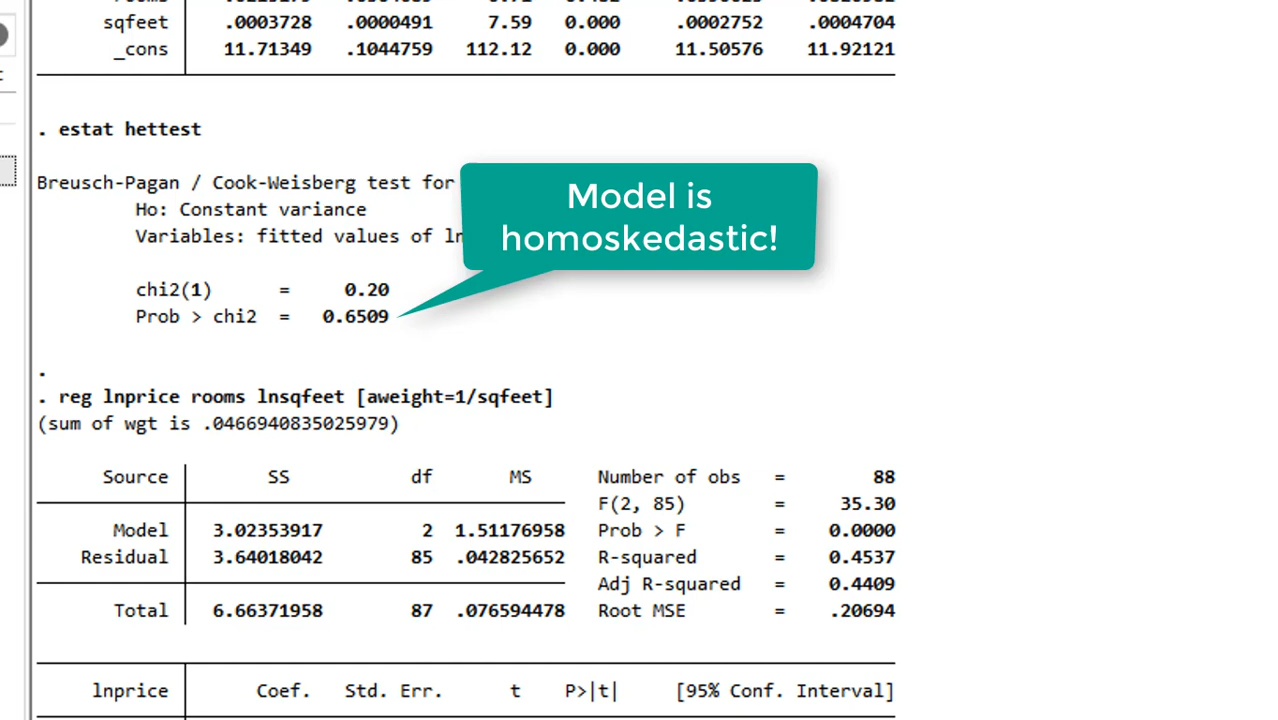 sqfeet .0003728 .0000491 7.59 0.000 .0002752 .0004704
_cons 11.71349 .1044759 112.12 0.000 11.50576 11.92121
. estat hettest
Breusch-Pagan / Cook-Weisberg test for
Ho: Constant variance
Variables: fitted values of ln
Model is
homoskedastic!
chi2(1) = 0.20
Prob > chi2 = 0.6509
.
. reg lnprice rooms lnsqfeet [aweight=1/sqfeet]
(sum of wgt is .0466940835025979)
Source SS df MS Number of obs = 88
F(2, 85) = 35.30
Model 3.02353917 2 1.51176958 Prob > F = 0.0000
Residual 3.64018042 85 .042825652 R-squared = 0.4537
Adj R-squared = 0.4409
Total 6.66371958 87 .076594478 Root MSE = .20694
lnprice Coef. Std. Err. t P>|t| [95% Conf. Interval]